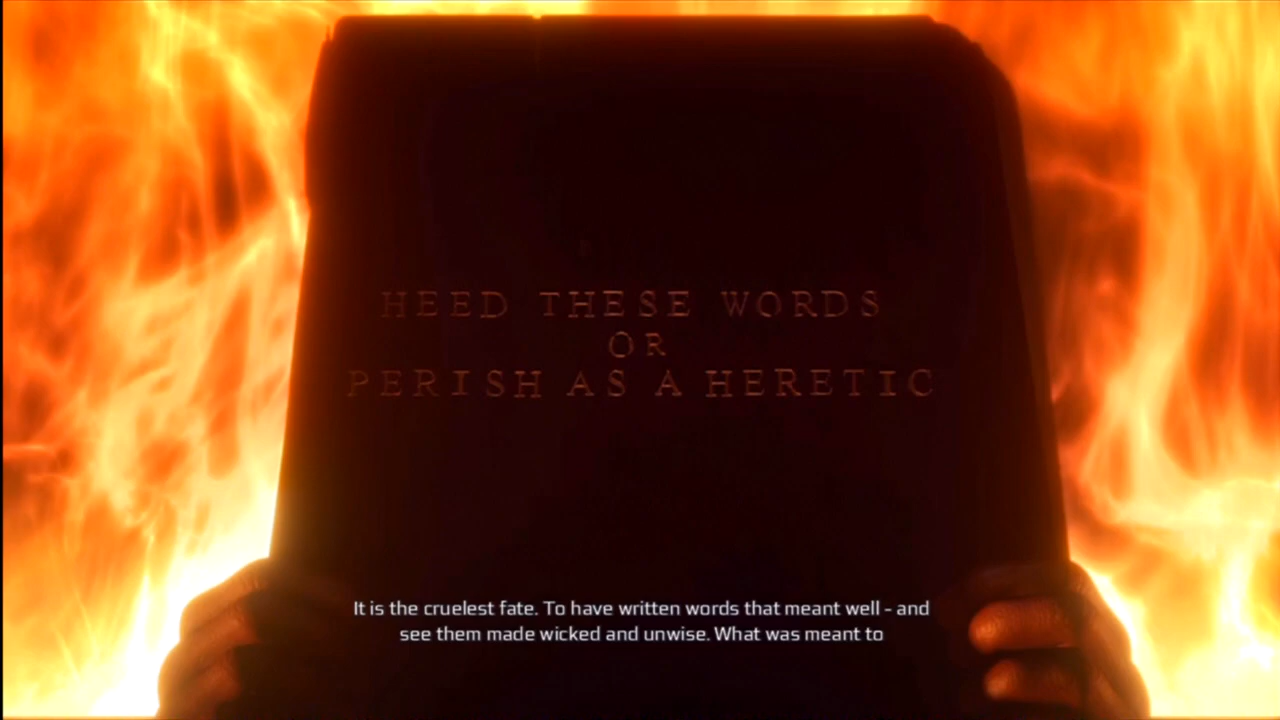 HEED THESE WORDS
OR
PERISH AS A HERETIC
It is the cruelest fate. To have written words that meant well - and
see them made wicked and unwise. What was meant to